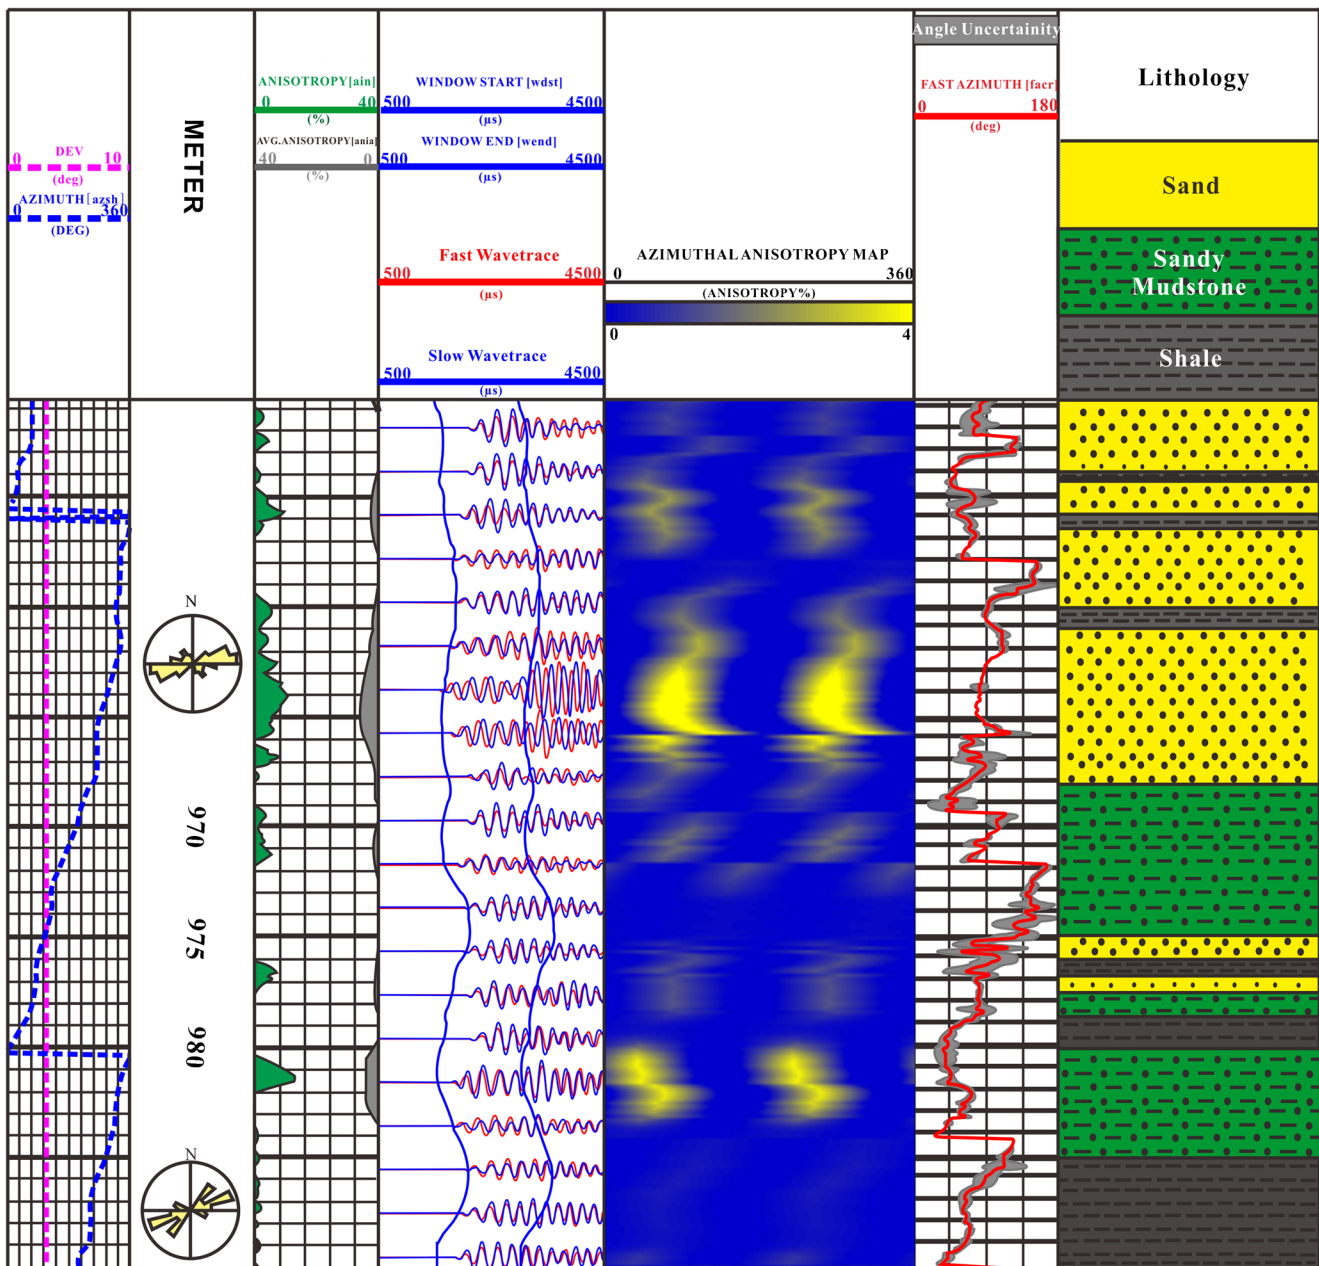 0 DEV 10
(deg)
AZIMUTH[azsh]
0 360
(DEG)
METER
ANISOTROPY[ain]
0 40
(%)
AVG.ANISOTROPY[ania]
40 0
(%)
WINDOW START [wdst]
500 4500
(µs)
WINDOW END [wend]
500 4500
(µs)
Fast Wavetrace
500 4500
(µs)
Slow Wavetrace
500 4500
(µs)
AZIMUTHAL ANISOTROPY MAP
0 360
(ANISOTROPY%)
0 4
Angle Uncertainity
FAST AZIMUTH [facr]
0 180
(deg)
Lithology
Sand
Sandy
Mudstone
Shale
N
970
975
980
N